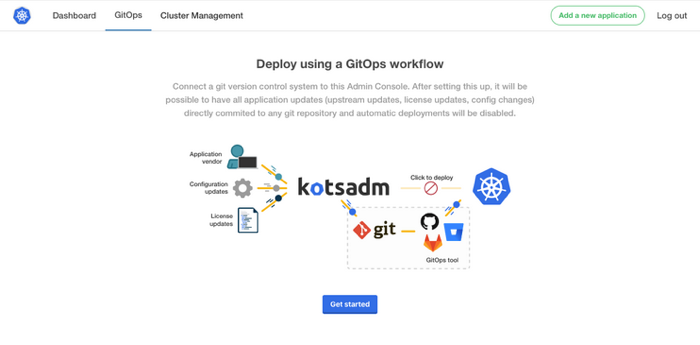 Dashboard GitOps Cluster Management Add a new application Log out
Deploy using a GitOps workflow
Connect a git version control system to this Admin Console. After setting this up, it will be
possible to have all application updates (upstream updates, license updates, config changes)
directly commited to any git repository and automatic deployments will be disabled.
Application
vendor
Configuration
updates
License
updates
kotsadm
Click to deploy
git
GitOps tool
Get started